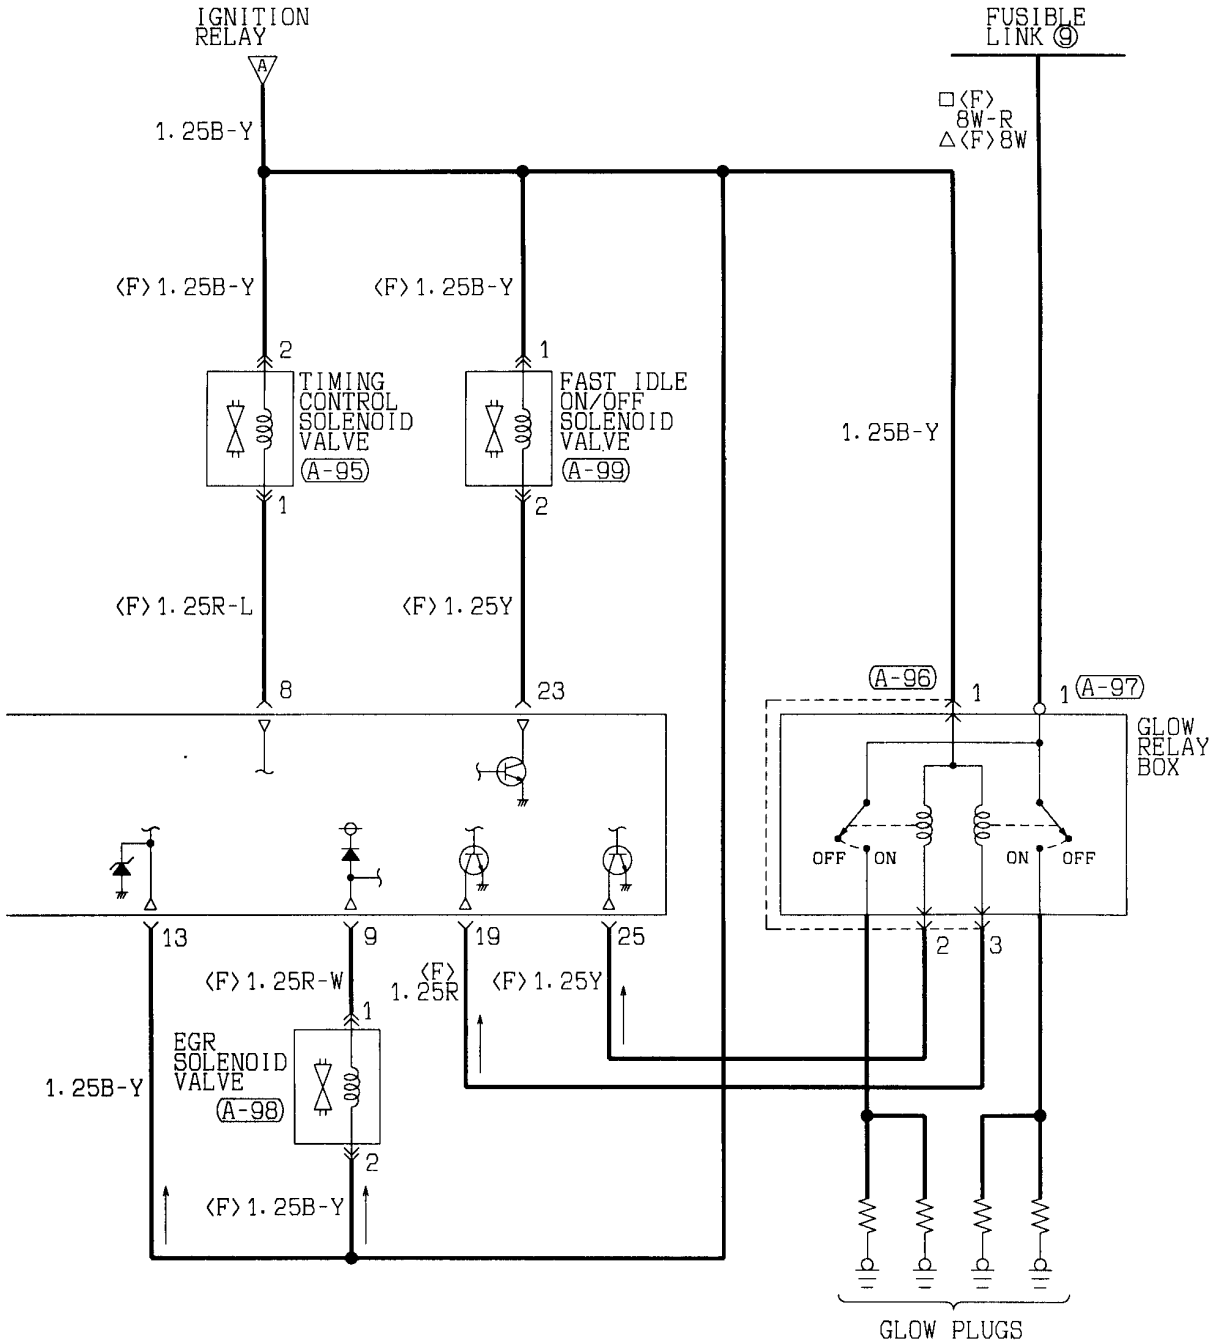 IGNITION
RELAY
A
FUSIBLE
LINK ⑨
□〈F〉
8W-R
△〈F〉8W
1.25B-Y
〈F〉1.25B-Y
〈F〉1.25B-Y
2
1
TIMING
CONTROL
SOLENOID
VALVE
A-95
FAST IDLE
ON/OFF
SOLENOID
VALVE
A-99
1.25B-Y
1
2
〈F〉1.25R-L
〈F〉1.25Y
8
23
A-96
1
1
A-97
GLOW
RELAY
BOX
OFF
ON
ON
OFF
13
9
19
25
2
3
〈F〉1.25R-W
〈F〉
1.25R
〈F〉1.25Y
1
EGR
SOLENOID
VALVE
A-98
1.25B-Y
2
〈F〉1.25B-Y
GLOW PLUGS